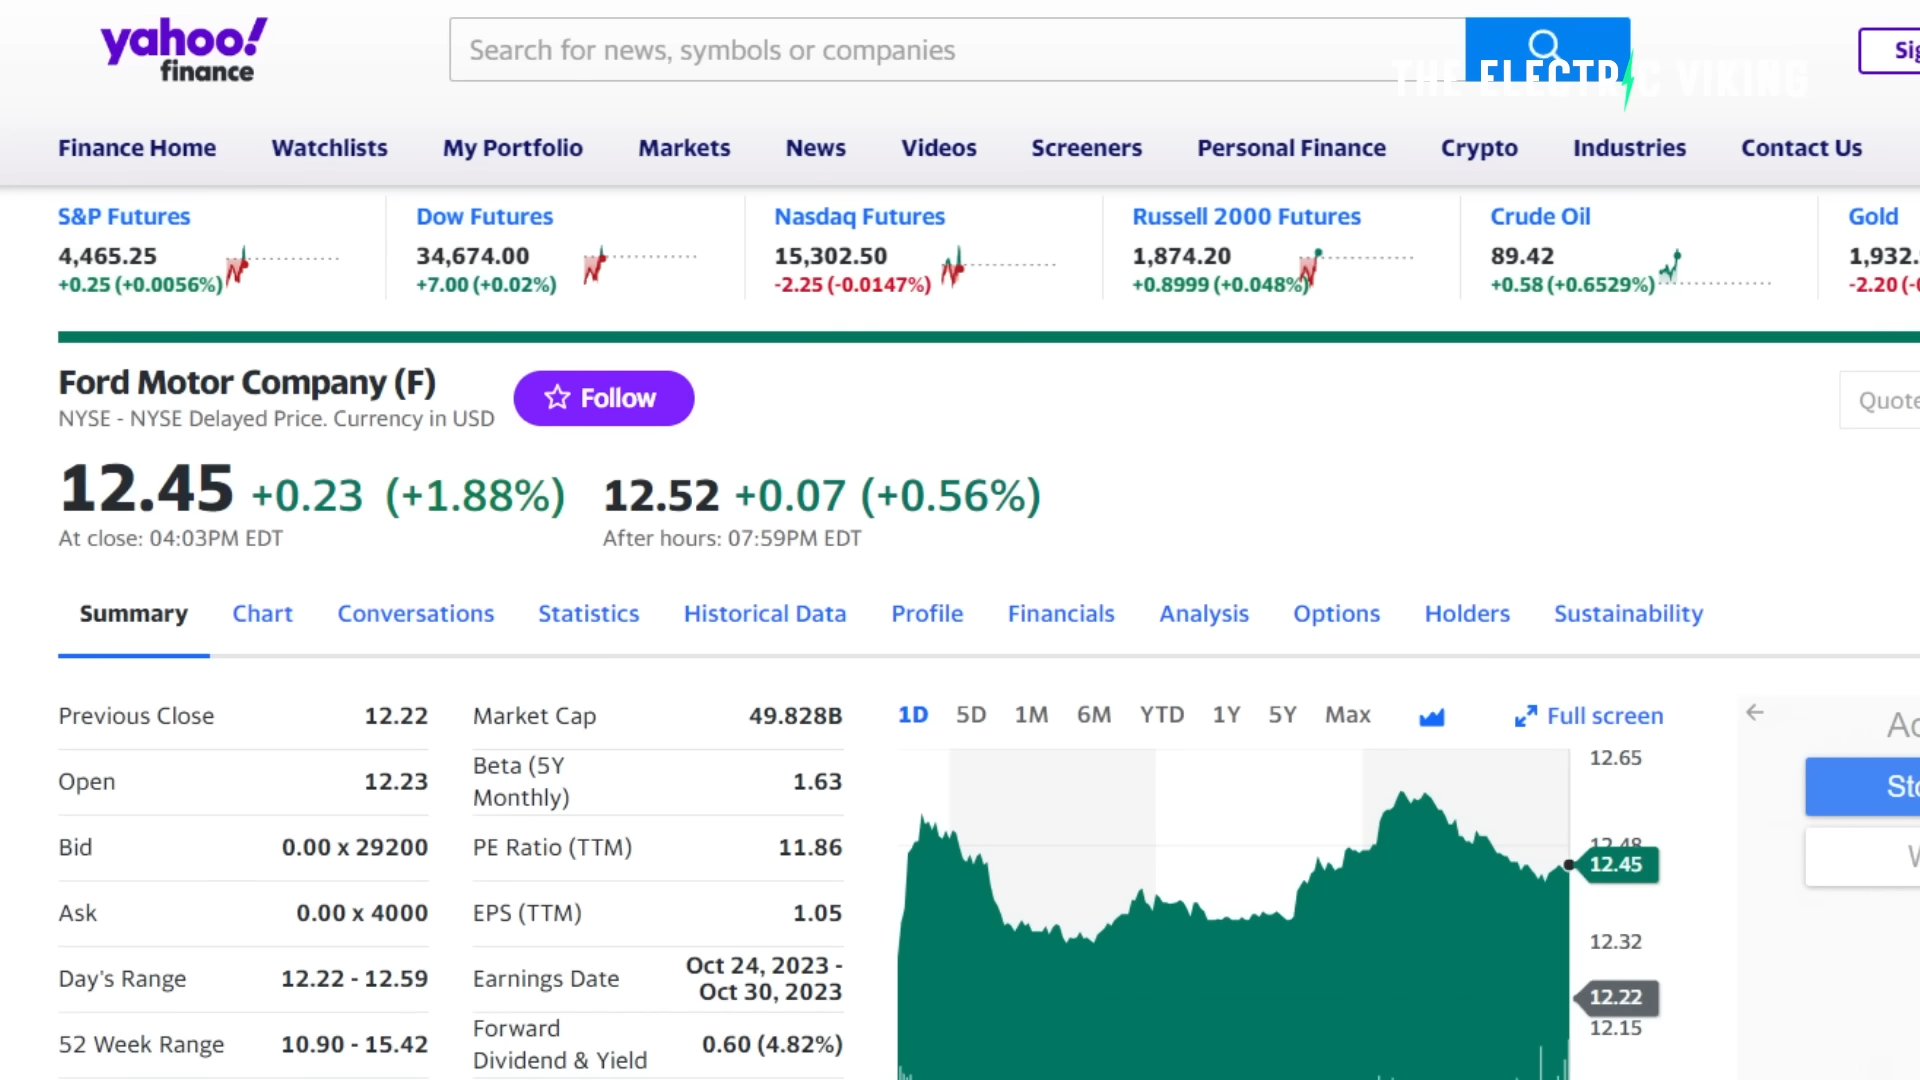 yahoo!
finance
Search for news, symbols or companies
THE ELECTRIC VIKING
Finance Home Watchlists My Portfolio Markets News Videos Screeners Personal Finance Crypto Industries Contact Us
S&P Futures Dow Futures Nasdaq Futures Russell 2000 Futures Crude Oil Gold
4,465.25 34,674.00 15,302.50 1,874.20 89.42 1,932.
+0.25 (+0.0056%) +7.00 (+0.02%) -2.25 (-0.0147%) +0.8999 (+0.048%) +0.58 (+0.6529%) -2.20
Ford Motor Company (F) Follow
NYSE - NYSE Delayed Price. Currency in USD
Quote
12.45 +0.23 (+1.88%) 12.52 +0.07 (+0.56%)
At close: 04:03PM EDT After hours: 07:59PM EDT
Summary Chart Conversations Statistics Historical Data Profile Financials Analysis Options Holders Sustainability
Previous Close 12.22
Open 12.23
Bid 0.00 x 29200
Ask 0.00 x 4000
Day's Range 12.22 - 12.59
52 Week Range 10.90 - 15.42
Market Cap 49.828B
Beta (5Y
Monthly) 1.63
PE Ratio (TTM) 11.86
EPS (TTM) 1.05
Earnings Date Oct 24, 2023 -
Oct 30, 2023
Forward
Dividend & Yield 0.60 (4.82%)
1D 5D 1M 6M YTD 1Y 5Y Max Full screen
12.65
12.48
12.45
12.32
12.22
12.15